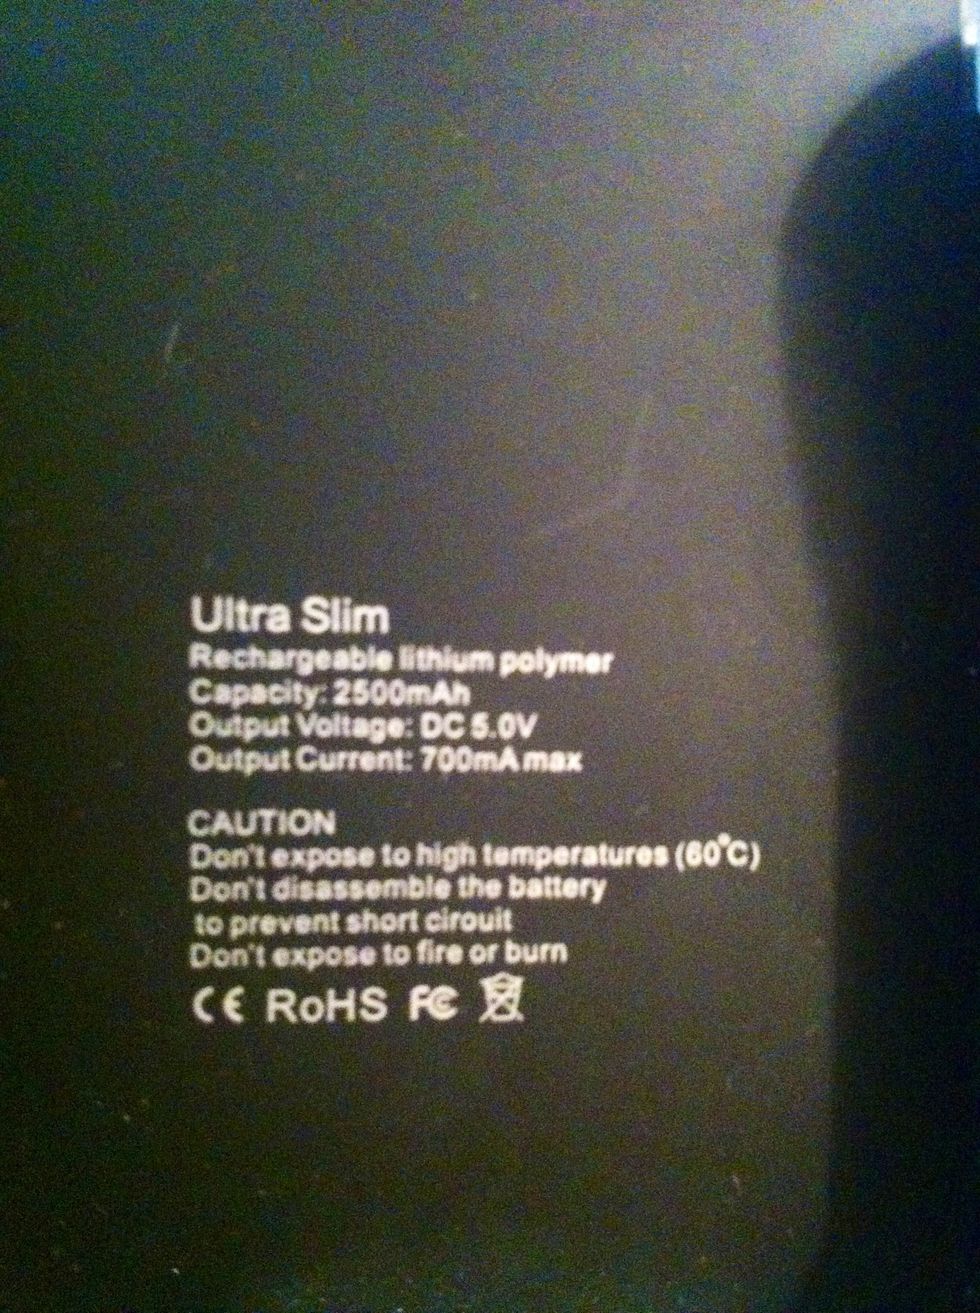 Ultra Slim
Rechargeable lithium polymer
Capacity: 2500mAh
Output Voltage: DC 5.0V
Output Current: 700mA max
CAUTION
Don't expose to high temperatures (60°C)
Don't disassemble the battery
to prevent short circuit
Don't expose to fire or burn
CE RoHS FC